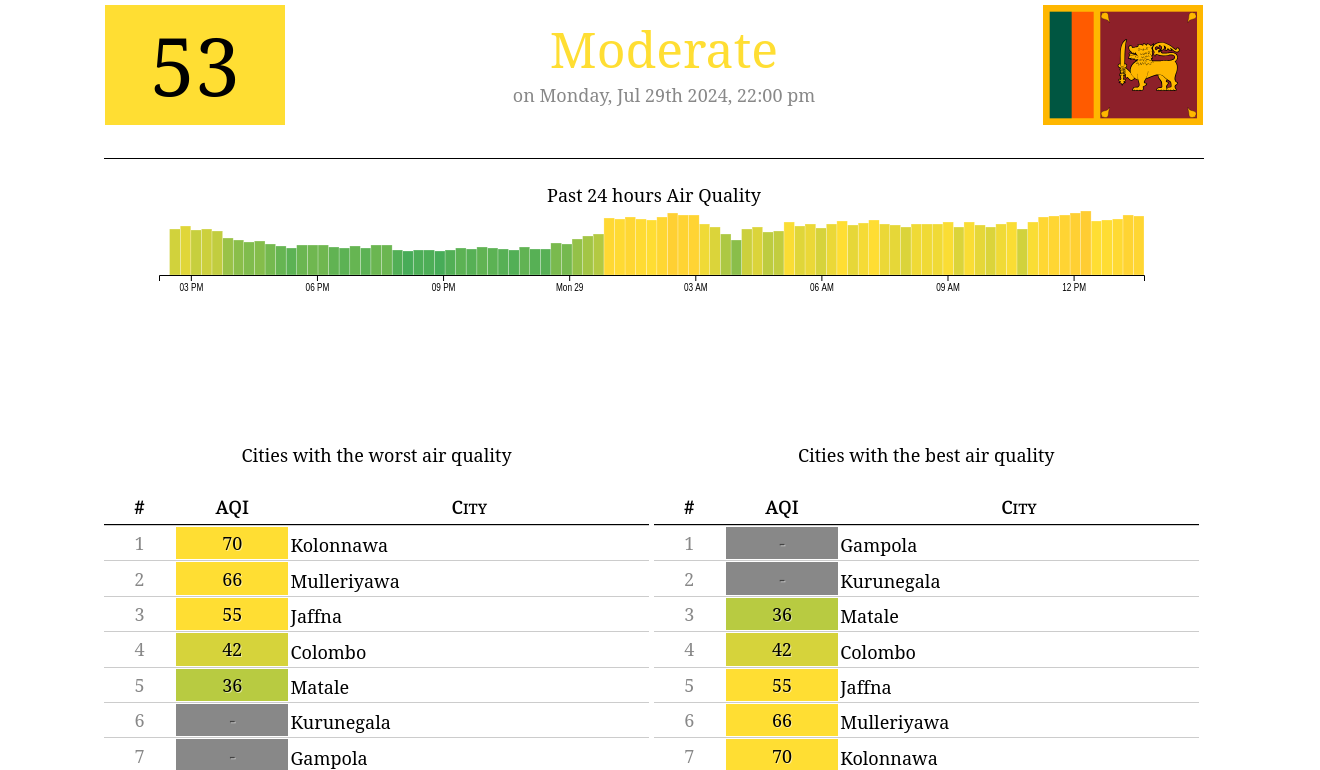 53
Moderate
on Monday, Jul 29th 2024, 22:00 pm
Past 24 hours Air Quality
03 PM 06 PM 09 PM Mon 29 03 AM 06 AM 09 AM 12 PM
Cities with the worst air quality
# AQI City
1 70 Kolonnawa
2 66 Mulleriyawa
3 55 Jaffna
4 42 Colombo
5 36 Matale
6 - Kurunegala
7 - Gampola
Cities with the best air quality
# AQI City
1 - Gampola
2 - Kurunegala
3 36 Matale
4 42 Colombo
5 55 Jaffna
6 66 Mulleriyawa
7 70 Kolonnawa